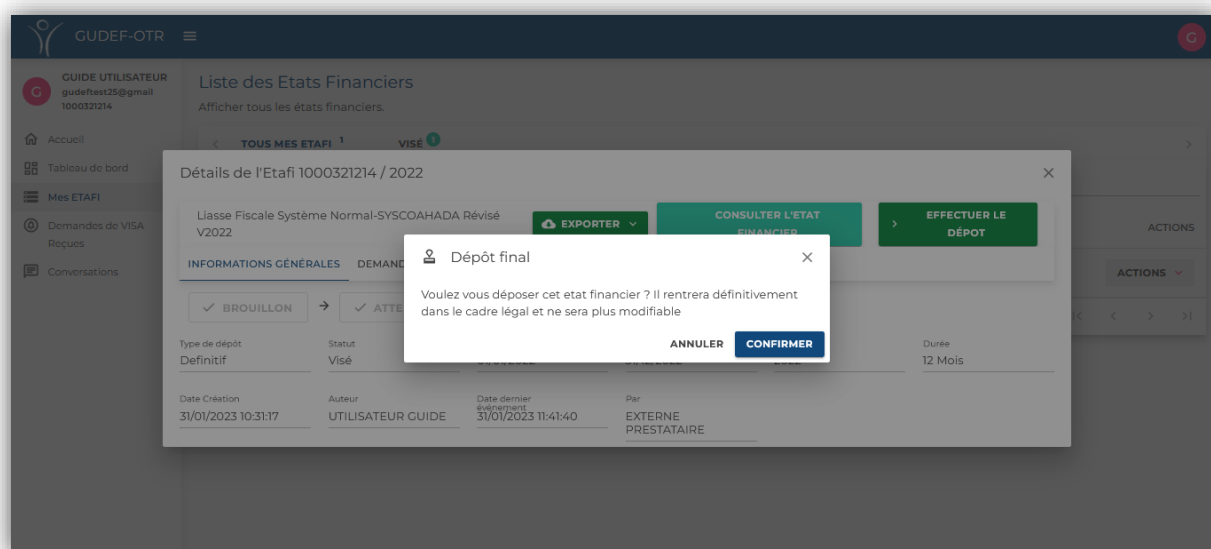 GUDEF-OTR
G
G
GUIDE UTILISATEUR
gudeftest25@gmail
1000321214
Accueil
Tableau de bord
Mes ETAFI
Demandes de VISA
Reçues
Conversations
Liste des Etats Financiers
Afficher tous les états financiers.
TOUS MES ETAFI 1
VISÉ 1
ACTIONS
ACTIONS
Détails de l'Etafi 1000321214 / 2022
Liasse Fiscale Système Normal-SYSCOAHADA Révisé
V2022
EXPORTER
CONSULTER L'ETAT
FINANCIER
EFFECTUER LE
DÉPOT
INFORMATIONS GÉNÉRALES
BROUILLON
Dépôt final
Voulez vous déposer cet etat financier ? Il rentrera définitivement
dans le cadre légal et ne sera plus modifiable
ANNULER
CONFIRMER
Type de dépôt
Definitif
Statut
Visé
Durée
12 Mois
Date Création
31/01/2023 10:31:17
Auteur
UTILISATEUR GUIDE
Date dernier
événement
31/01/2023 11:41:40
Par
EXTERNE
PRESTATAIRE